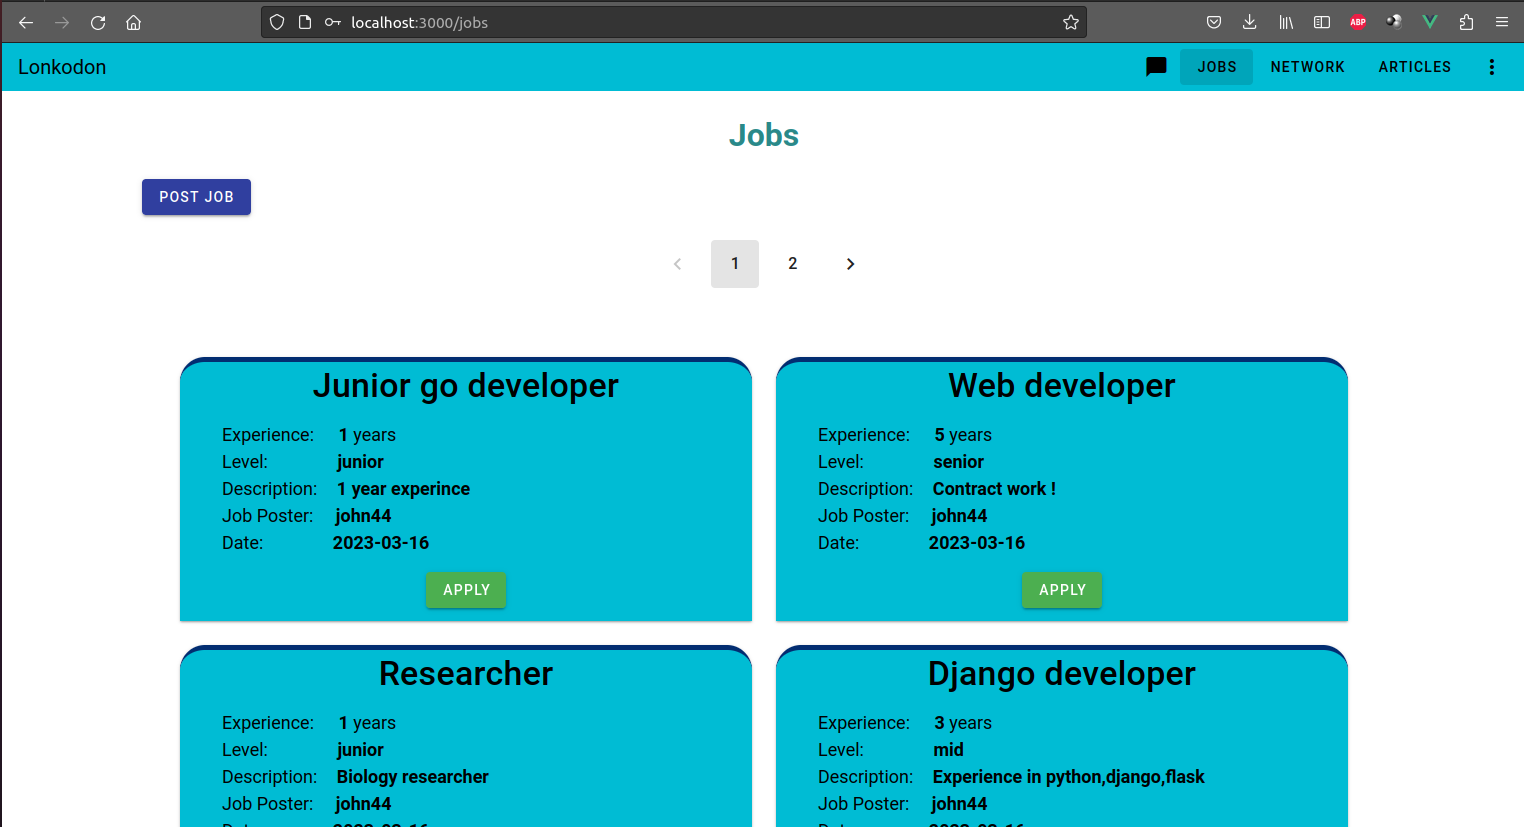 localhost:3000/jobs
ABP
Lonkodon
JOBS NETWORK ARTICLES
Jobs
POST JOB
1 2
Junior go developer
Experience: 1 years
Level: junior
Description: 1 year experince
Job Poster: john44
Date: 2023-03-16
APPLY
Web developer
Experience: 5 years
Level: senior
Description: Contract work !
Job Poster: john44
Date: 2023-03-16
APPLY
Researcher
Experience: 1 years
Level: junior
Description: Biology researcher
Job Poster: john44
Django developer
Experience: 3 years
Level: mid
Description: Experience in python,django,flask
Job Poster: john44